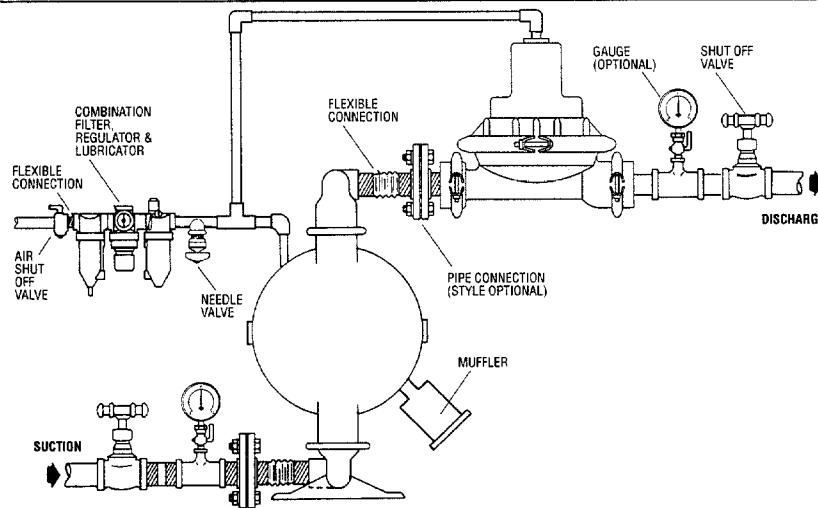 GAUGE
(OPTIONAL)
SHUT OFF
VALVE
COMBINATION
FILTER,
REGULATOR &
LUBRICATOR
FLEXIBLE
CONNECTION
FLEXIBLE
CONNECTION
DISCHARG
AIR
SHUT
OFF
VALVE
NEEDLE
VALVE
PIPE CONNECTION
(STYLE OPTIONAL)
MUFFLER
SUCTION